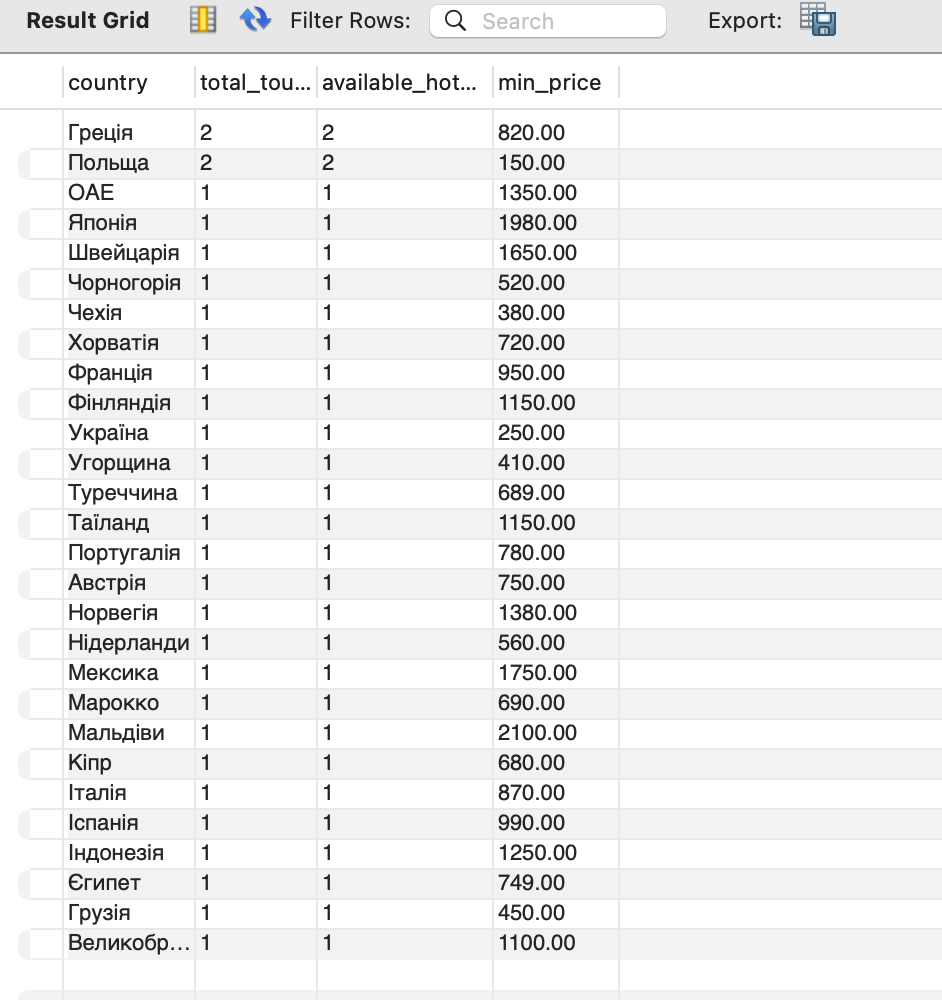 Result Grid Filter Rows: Search Export:
country total_tou... available_hot... min_price
Греція 2 2 820.00
Польща 2 2 150.00
ОАЕ 1 1 1350.00
Японія 1 1 1980.00
Швейцарія 1 1 1650.00
Чорногорія 1 1 520.00
Чехія 1 1 380.00
Хорватія 1 1 720.00
Франція 1 1 950.00
Фінляндія 1 1 1150.00
Україна 1 1 250.00
Угорщина 1 1 410.00
Туреччина 1 1 689.00
Таїланд 1 1 1150.00
Португалія 1 1 780.00
Австрія 1 1 750.00
Норвегія 1 1 1380.00
Нідерланди 1 1 560.00
Мексика 1 1 1750.00
Марокко 1 1 690.00
Мальдіви 1 1 2100.00
Кіпр 1 1 680.00
Італія 1 1 870.00
Іспанія 1 1 990.00
Індонезія 1 1 1250.00
Єгипет 1 1 749.00
Грузія 1 1 450.00
Великобр... 1 1 1100.00